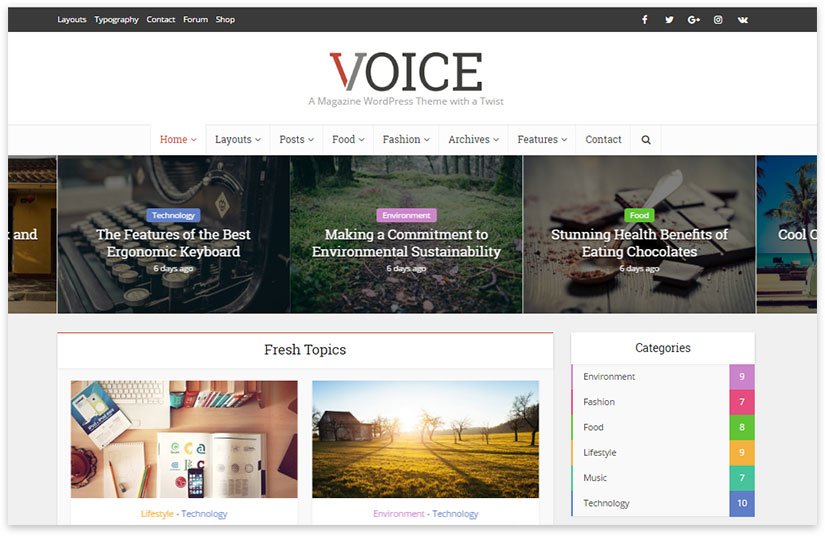 Layouts Typography Contact Forum Shop
VOICE
A Magazine WordPress Theme with a Twist
Home Layouts Posts Food Fashion Archives Features Contact
Technology
The Features of the Best
Ergonomic Keyboard
6 days ago
Environment
Making a Commitment to
Environmental Sustainability
6 days ago
Food
Stunning Health Benefits of
Eating Chocolates
6 days ago
and
Cool
Fresh Topics
Lifestyle - Technology
Environment - Technology
Categories
Environment 9
Fashion 7
Food 8
Lifestyle 9
Music 7
Technology 10